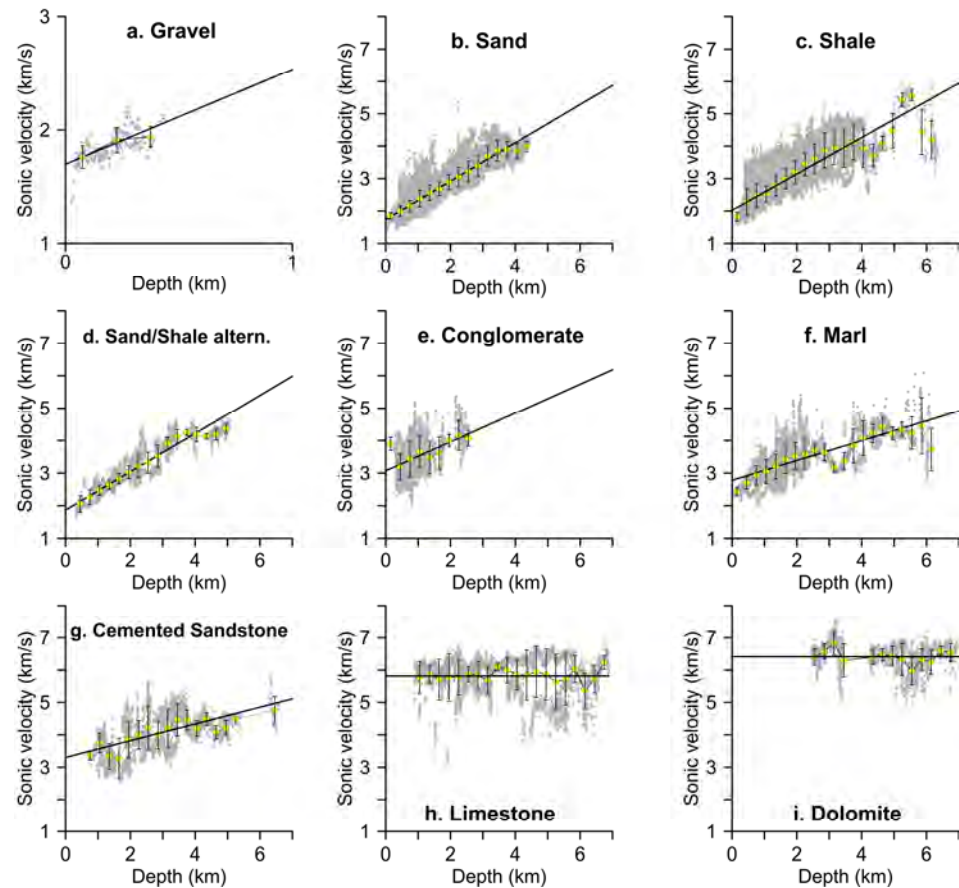 a. Gravel
Sonic velocity (km/s)
3
2
1
0
1
Depth (km)
b. Sand
Sonic velocity (km/s)
7
5
3
1
0
2
4
6
Depth (km)
c. Shale
Sonic velocity (km/s)
7
5
3
1
0
2
4
6
Depth (km)
d. Sand/Shale altern.
Sonic velocity (km/s)
7
5
3
1
0
2
4
6
Depth (km)
e. Conglomerate
Sonic velocity (km/s)
7
5
3
1
0
2
4
6
Depth (km)
f. Marl
Sonic velocity (km/s)
7
5
3
1
0
2
4
6
Depth (km)
g. Cemented Sandstone
Sonic velocity (km/s)
7
5
3
1
0
2
4
6
Depth (km)
Sonic velocity (km/s)
7
5
3
1
h. Limestone
0
2
4
6
Depth (km)
Sonic velocity (km/s)
7
5
3
1
i. Dolomite
0
2
4
6
Depth (km)